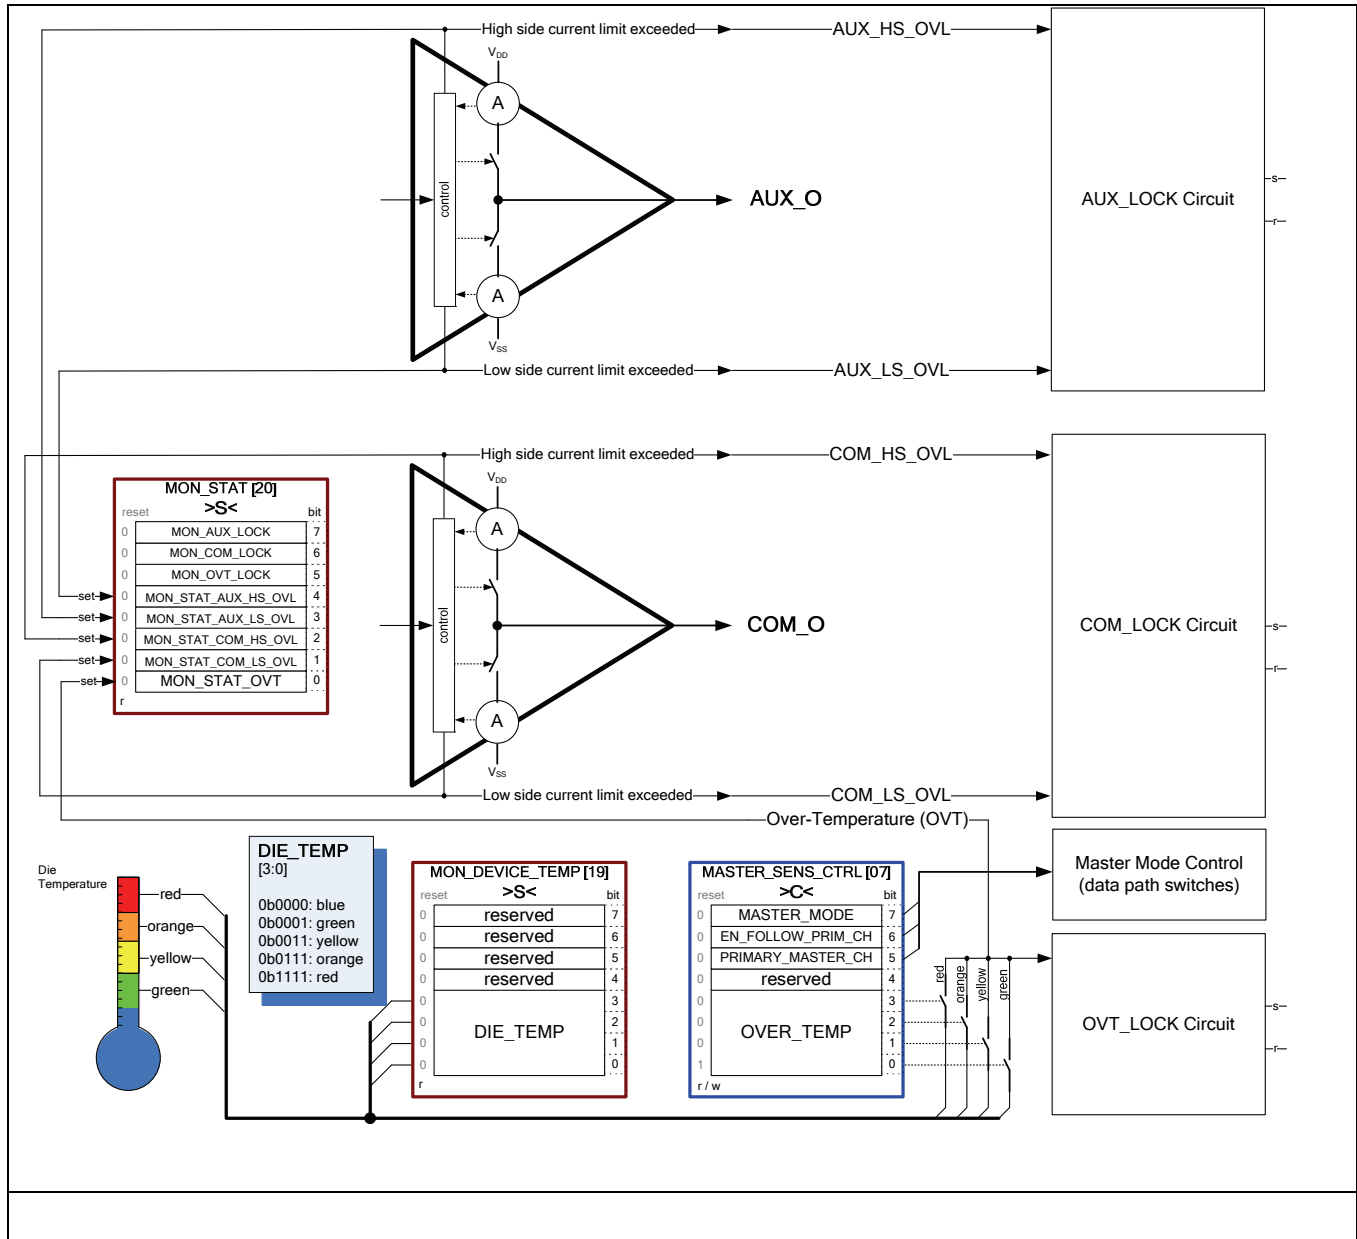 High side current limit exceeded
AUX_HS_OVL
VDD
A
control
AUX_O
AUX_LOCK Circuit
s
r
A
VSS
Low side current limit exceeded
AUX_LS_OVL
High side current limit exceeded
COM_HS_OVL
VDD
A
control
COM_O
COM_LOCK Circuit
s
r
A
VSS
Low side current limit exceeded
COM_LS_OVL
MON_STAT [20]
>S<
reset bit
0 MON_AUX_LOCK 7
0 MON_COM_LOCK 6
0 MON_OVT_LOCK 5
set 0 MON_STAT_AUX_HS_OVL 4
set 0 MON_STAT_AUX_LS_OVL 3
set 0 MON_STAT_COM_HS_OVL 2
set 0 MON_STAT_COM_LS_OVL 1
set 0 MON_STAT_OVT 0
r
Over-Temperature (OVT)
Die
Temperature
red
orange
yellow
green
DIE_TEMP
[3:0]
0b0000: blue
0b0001: green
0b0011: yellow
0b0111: orange
0b1111: red
MON_DEVICE_TEMP [19]
>S<
reset bit
0 reserved 7
0 reserved 6
0 reserved 5
0 reserved 4
0 3
0 DIE_TEMP 2
0 1
0 0
r
MASTER_SENS_CTRL [07]
>C<
reset bit
0 MASTER_MODE 7
0 EN_FOLLOW_PRIM_CH 6
0 PRIMARY_MASTER_CH 5
0 reserved 4
0 3
0 OVER_TEMP 2
0 1
1 0
r / w
red
orange
yellow
green
Master Mode Control
(data path switches)
OVT_LOCK Circuit
s
r